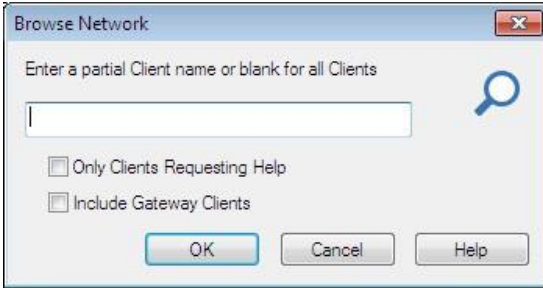 Browse Network
Enter a partial Client name or blank for all Clients
Only Clients Requesting Help
Include Gateway Clients
OK Cancel Help